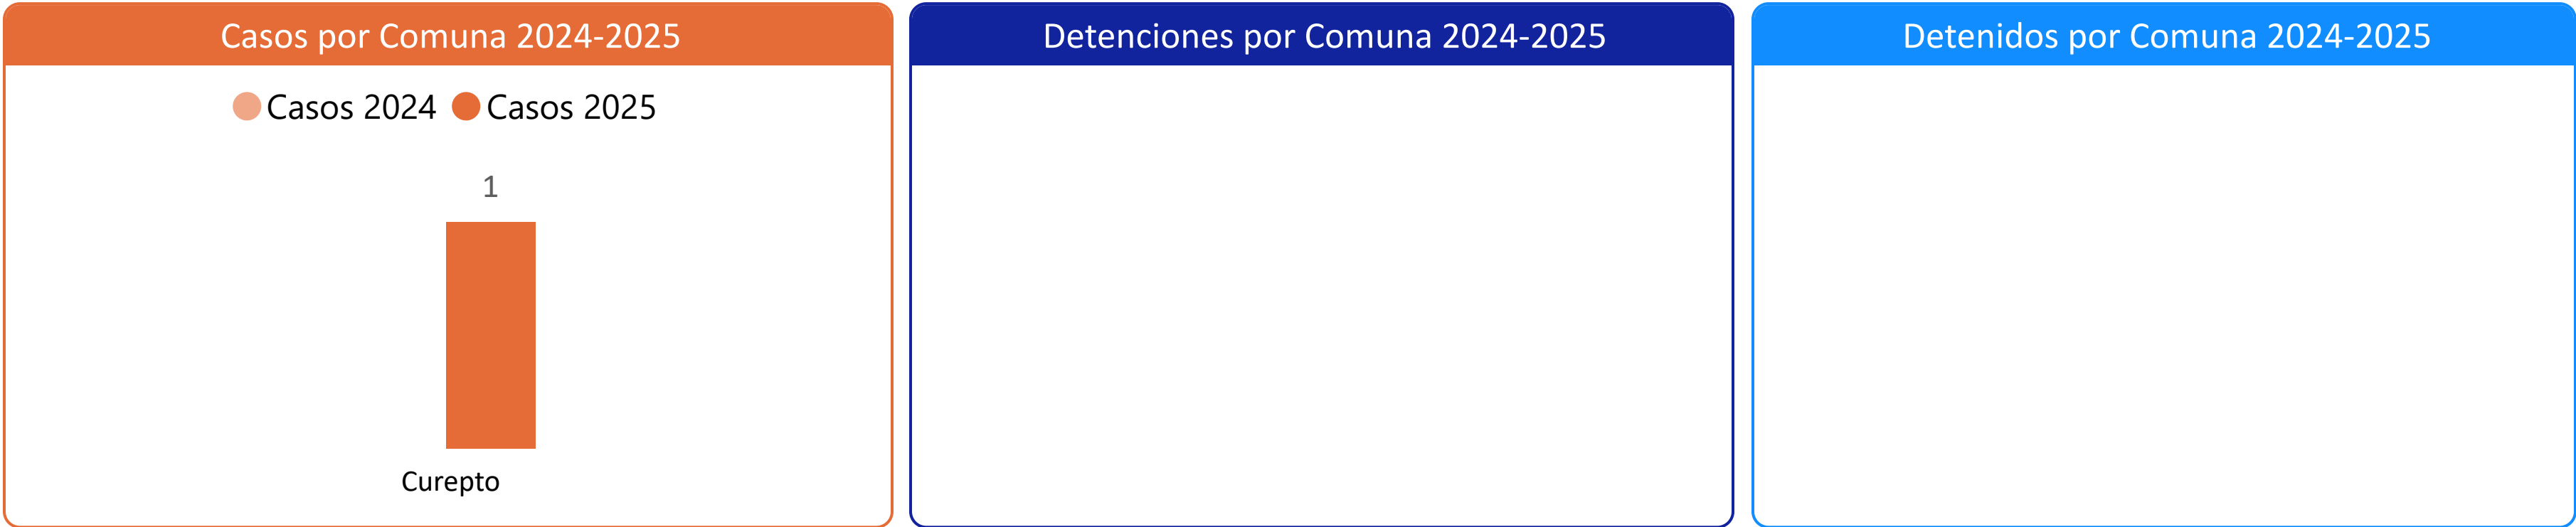 Casos por Comuna 2024-2025
Casos 2024 Casos 2025
1
Curepto
Detenciones por Comuna 2024-2025
Detenidos por Comuna 2024-2025